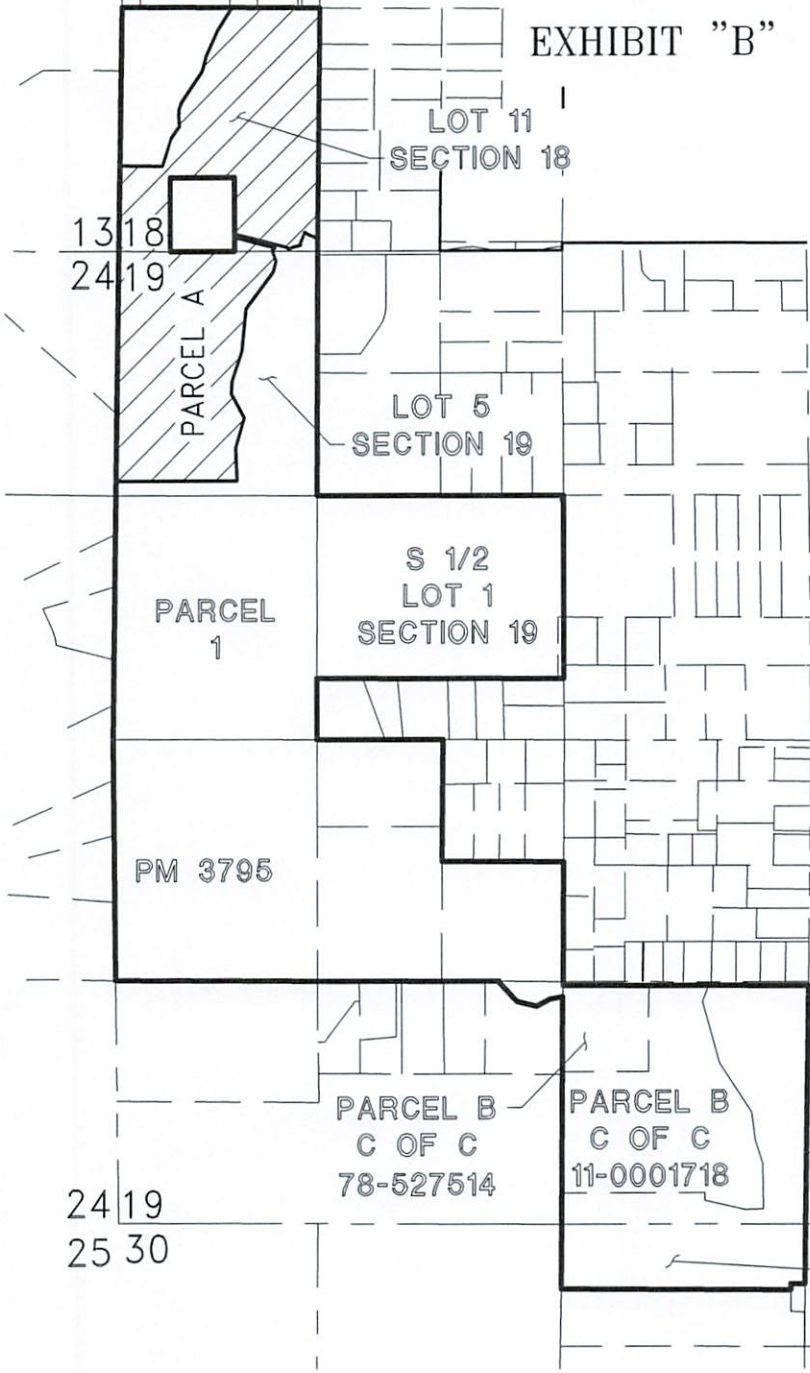 EXHIBIT "B"
LOT 11
SECTION 18
13 18
24 19
PARCEL A
LOT 5
SECTION 19
S 1/2
LOT 1
SECTION 19
PARCEL
1
PM 3795
PARCEL B
C OF C
78-527514
PARCEL B
C OF C
11-0001718
24 19
25 30